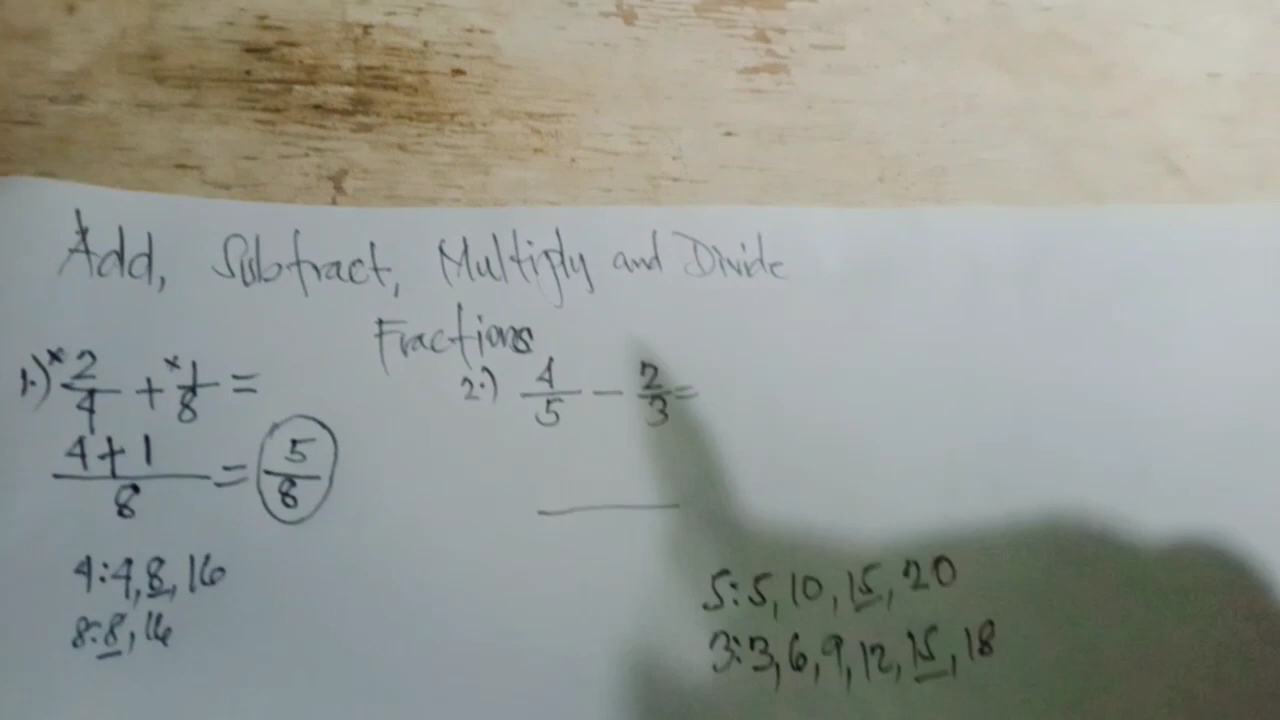 Add, Subtract, Multiply and Divide
Fractions
1.) × 2/4 + × 1/8 =
4+1/8 = 5/8
4:4,8,16
8:8,16
2.) 4/5 - 2/3 =
5:5,10,15,20
3:3,6,9,12,15,18